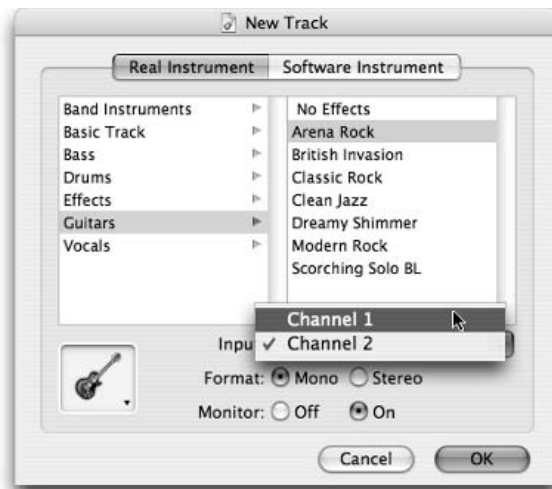 New Track
Real Instrument
Software Instrument
Band Instruments
Basic Track
Bass
Drums
Effects
Guitars
Vocals
No Effects
Arena Rock
British Invasion
Classic Rock
Clean Jazz
Dreamy Shimmer
Modern Rock
Scorching Solo BL
Channel 1
Input
✓ Channel 2
Format: Mono Stereo
Monitor: Off On
Cancel
OK